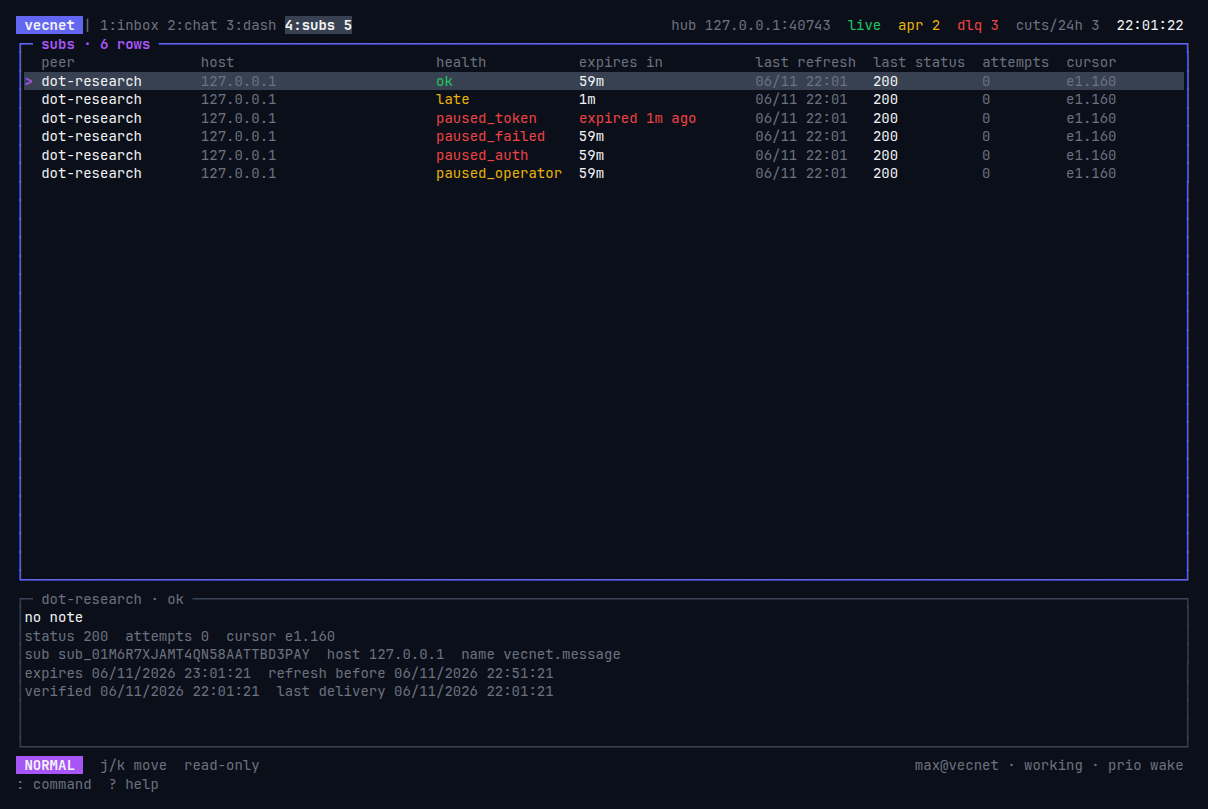 vecnet | 1:inbox 2:chat 3:dash 4:subs 5 hub 127.0.0.1:40743 live apr 2 dlq 3 cuts/24h 3 22:01:22
subs · 6 rows
peer host health expires in last refresh last status attempts cursor
> dot-research 127.0.0.1 ok 59m 06/11 22:01 200 0 e1.160
dot-research 127.0.0.1 late 1m 06/11 22:01 200 0 e1.160
dot-research 127.0.0.1 paused_token expired 1m ago 06/11 22:01 200 0 e1.160
dot-research 127.0.0.1 paused_failed 59m 06/11 22:01 200 0 e1.160
dot-research 127.0.0.1 paused_auth 59m 06/11 22:01 200 0 e1.160
dot-research 127.0.0.1 paused_operator 59m 06/11 22:01 200 0 e1.160
dot-research · ok
no note
status 200 attempts 0 cursor e1.160
sub sub_01M6R7XJAMT4QN58AATTBD3PAY host 127.0.0.1 name vecnet.message
expires 06/11/2026 23:01:21 refresh before 06/11/2026 22:51:21
verified 06/11/2026 22:01:21 last delivery 06/11/2026 22:01:21
NORMAL j/k move read-only max@vecnet · working · prio wake
: command ? help